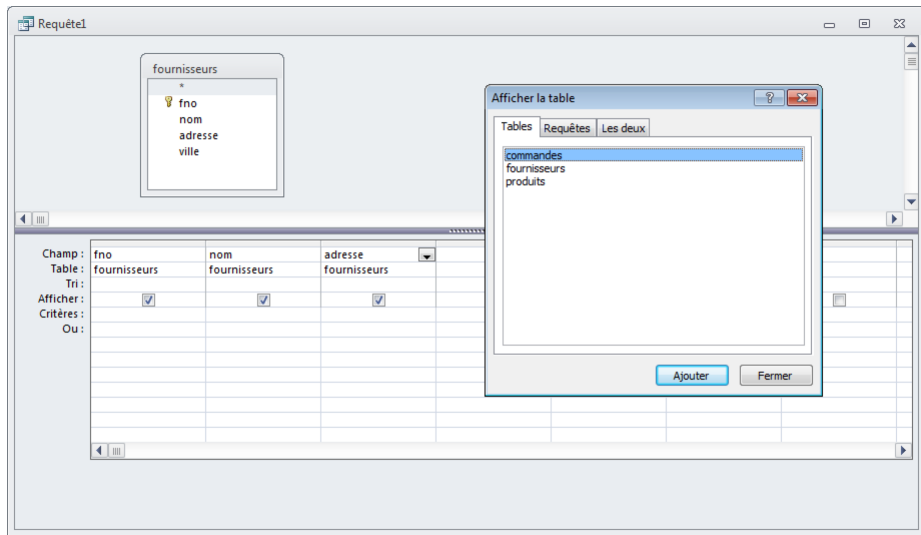 Requête1
fournisseurs
*
fno
nom
adresse
ville
Afficher la table
Tables Requêtes Les deux
commandes
fournisseurs
produits
Ajouter Fermer
Champ : fno nom adresse
Table : fournisseurs fournisseurs fournisseurs
Tri :
Afficher :
Critères :
Ou :